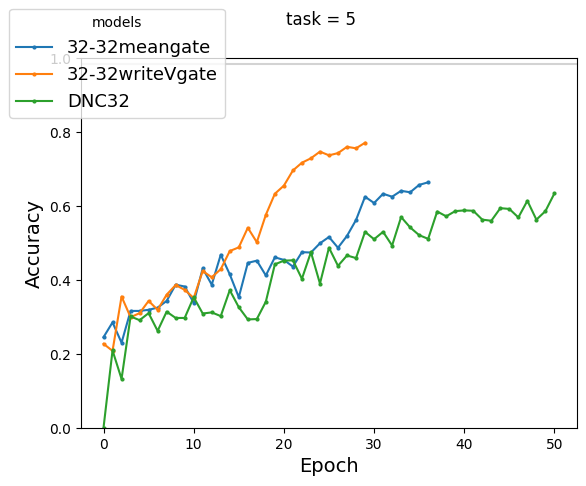 task = 5
models
32-32meangate
32-32writeVgate
DNC32
1.0
0.8
0.6
0.4
0.2
0.0
Accuracy
0 10 20 30 40 50
Epoch